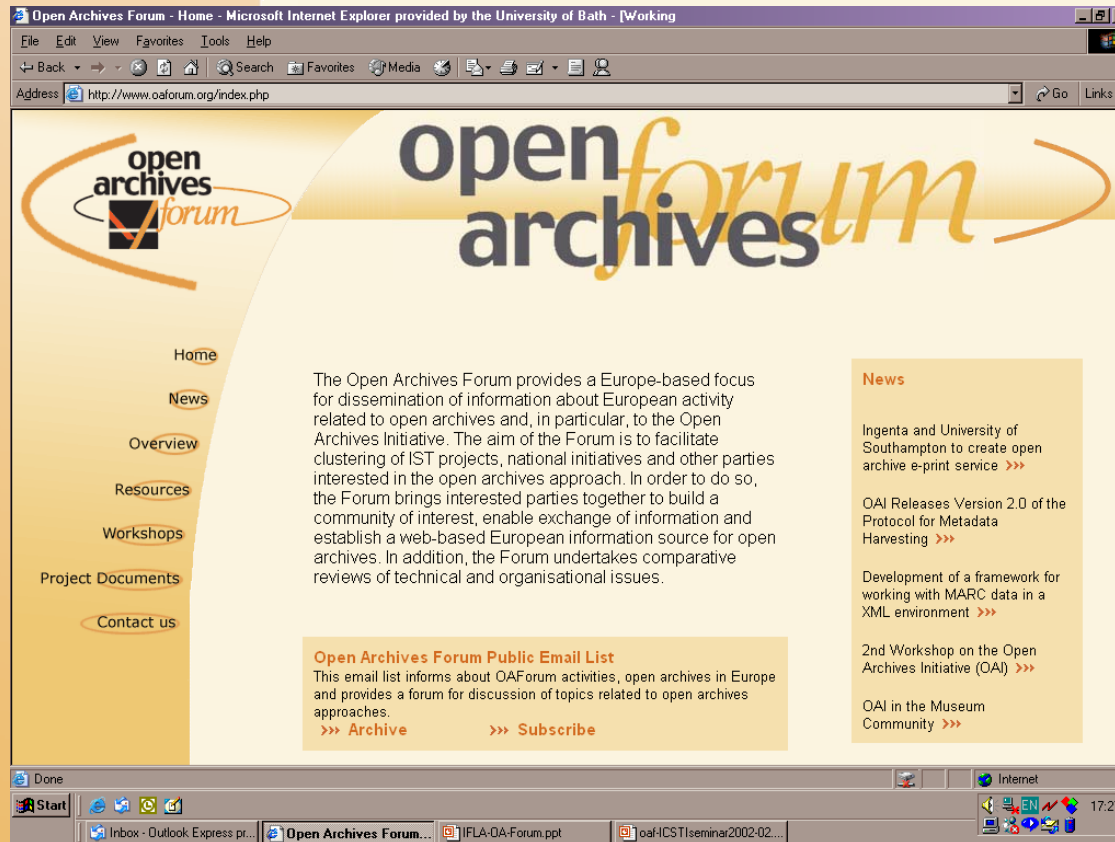 Open Archives Forum - Home - Microsoft Internet Explorer provided by the University of Bath - [Working
File Edit View Favorites Tools Help
Back Search Favorites Media
Address http://www.oaforum.org/index.php Go Links
open
archives
forum
open
forum
archives
Home
News
Overview
Resources
Workshops
Project Documents
Contact us
The Open Archives Forum provides a Europe-based focus
for dissemination of information about European activity
related to open archives and, in particular, to the Open
Archives Initiative. The aim of the Forum is to facilitate
clustering of IST projects, national initiatives and other parties
interested in the open archives approach. In order to do so,
the Forum brings interested parties together to build a
community of interest, enable exchange of information and
establish a web-based European information source for open
archives. In addition, the Forum undertakes comparative
reviews of technical and organisational issues.
Open Archives Forum Public Email List
This email list informs about OAForum activities, open archives in Europe
and provides a forum for discussion of topics related to open archives
approaches.
››› Archive ››› Subscribe
News
Ingenta and University of
Southampton to create open
archive e-print service ›››
OAI Releases Version 2.0 of the
Protocol for Metadata
Harvesting ›››
Development of a framework for
working with MARC data in a
XML environment ›››
2nd Workshop on the Open
Archives Initiative (OAI) ›››
OAI in the Museum
Community ›››
Done Internet
Start EN 17:2
Inbox - Outlook Express pr... Open Archives Forum... IFLA-OA-Forum.ppt oaf-ICSTIseminar2002-02....